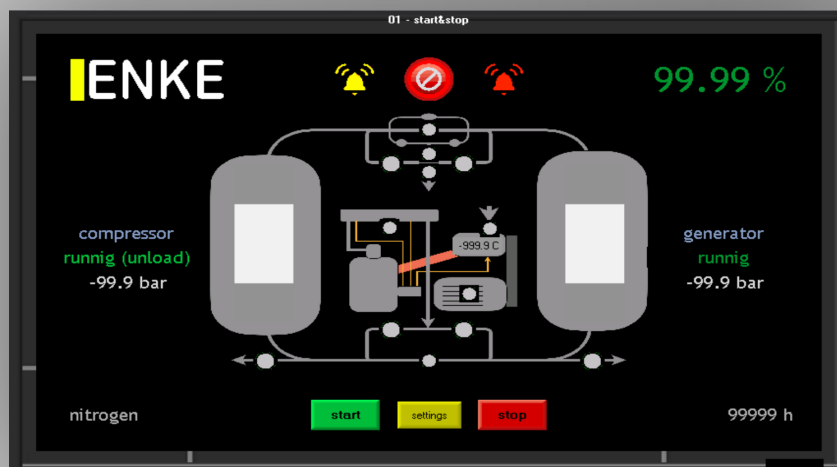 01 - start&stop
ENKE
99.99 %
-999.9 C
compressor
runnig (unload)
-99.9 bar
generator
runnig
-99.9 bar
nitrogen
start
settings
stop
99999 h